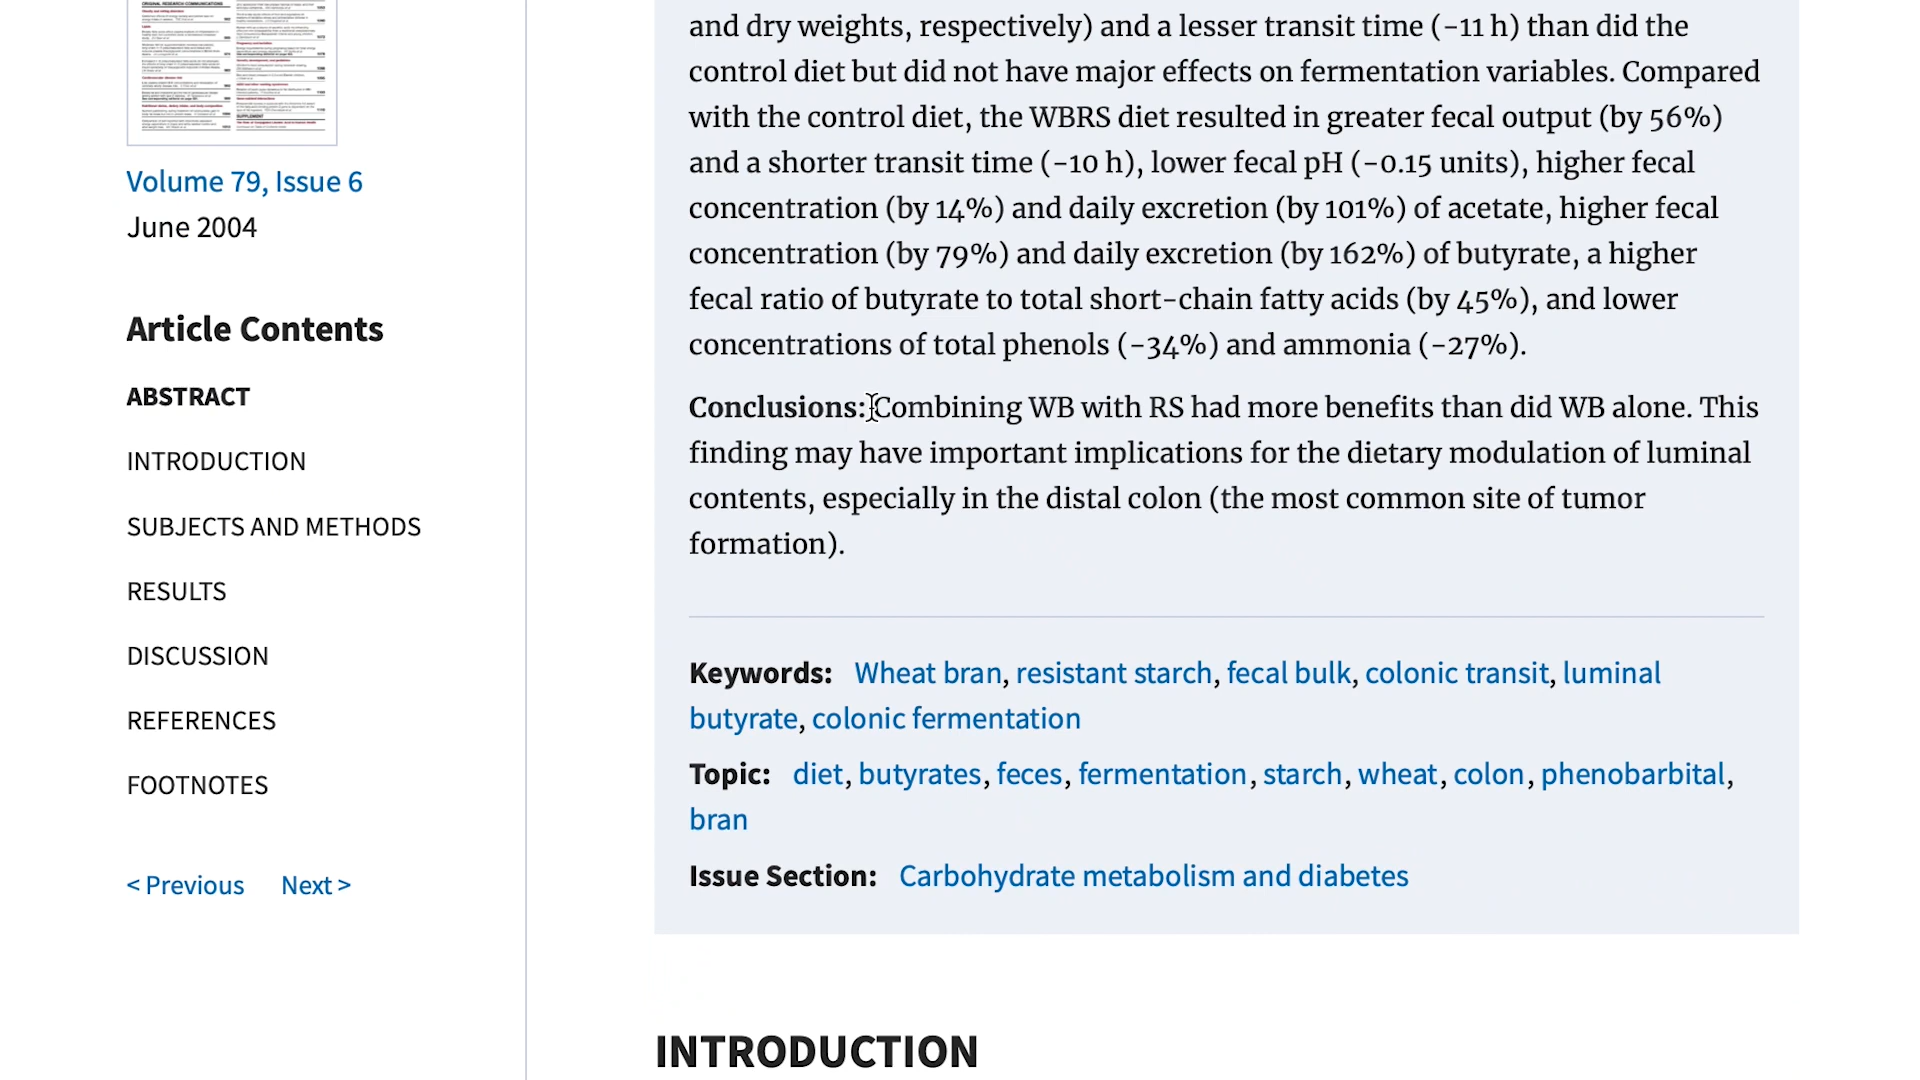 ORIGINAL RESEARCH COMMUNICATIONS
SUPPLEMENT
Volume 79, Issue 6
June 2004
Article Contents
ABSTRACT
INTRODUCTION
SUBJECTS AND METHODS
RESULTS
DISCUSSION
REFERENCES
FOOTNOTES
< Previous Next >
and dry weights, respectively) and a lesser transit time (−11 h) than did the
control diet but did not have major effects on fermentation variables. Compared
with the control diet, the WBRS diet resulted in greater fecal output (by 56%)
and a shorter transit time (−10 h), lower fecal pH (−0.15 units), higher fecal
concentration (by 14%) and daily excretion (by 101%) of acetate, higher fecal
concentration (by 79%) and daily excretion (by 162%) of butyrate, a higher
fecal ratio of butyrate to total short-chain fatty acids (by 45%), and lower
concentrations of total phenols (−34%) and ammonia (−27%).
Conclusions: Combining WB with RS had more benefits than did WB alone. This
finding may have important implications for the dietary modulation of luminal
contents, especially in the distal colon (the most common site of tumor
formation).
Keywords: Wheat bran, resistant starch, fecal bulk, colonic transit, luminal
butyrate, colonic fermentation
Topic: diet, butyrates, feces, fermentation, starch, wheat, colon, phenobarbital,
bran
Issue Section: Carbohydrate metabolism and diabetes
INTRODUCTION